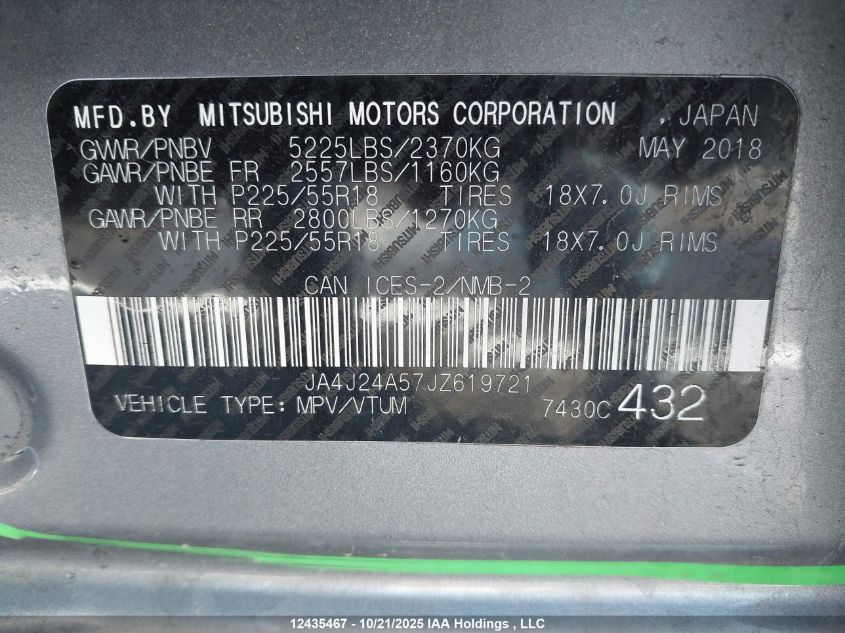 MFD.BY MITSUBISHI MOTORS CORPORATION . JAPAN
GVWR/PNBV 5225LBS/2370KG MAY 2018
GAWR/PNBE FR 2557LBS/1160KG
WITH P225/55R18 TIRES 18X7.0J RIMS
GAWR/PNBE RR 2800LBS/1270KG
WITH P225/55R18 TIRES 18X7.0J RIMS
CAN ICES-2/NMB-2
JA4J24A57JZ619721
VEHICLE TYPE: MPV/VTUM 7430C 432
12435467 - 10/21/2025 IAA Holdings , LLC